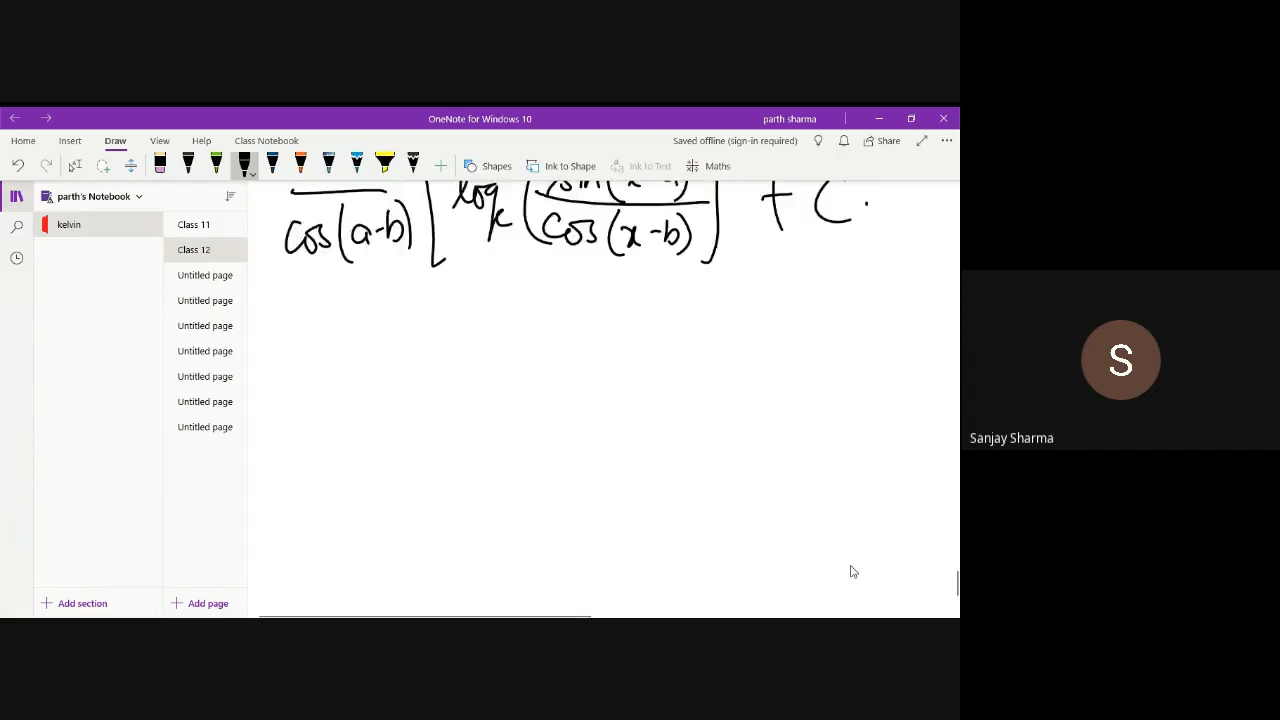 OneNote for Windows 10
parth sharma
Home Insert Draw View Help Class Notebook
Saved offline (sign-in required)
Share
Shapes
Ink to Shape
Ink to Text
Maths
parth's Notebook
kelvin
Class 11
Class 12
Untitled page
Untitled page
Untitled page
Untitled page
Untitled page
Untitled page
Untitled page
Add section
Add page
cos(a-b) [ log ( cos(x-b) ] + C.
S
Sanjay Sharma